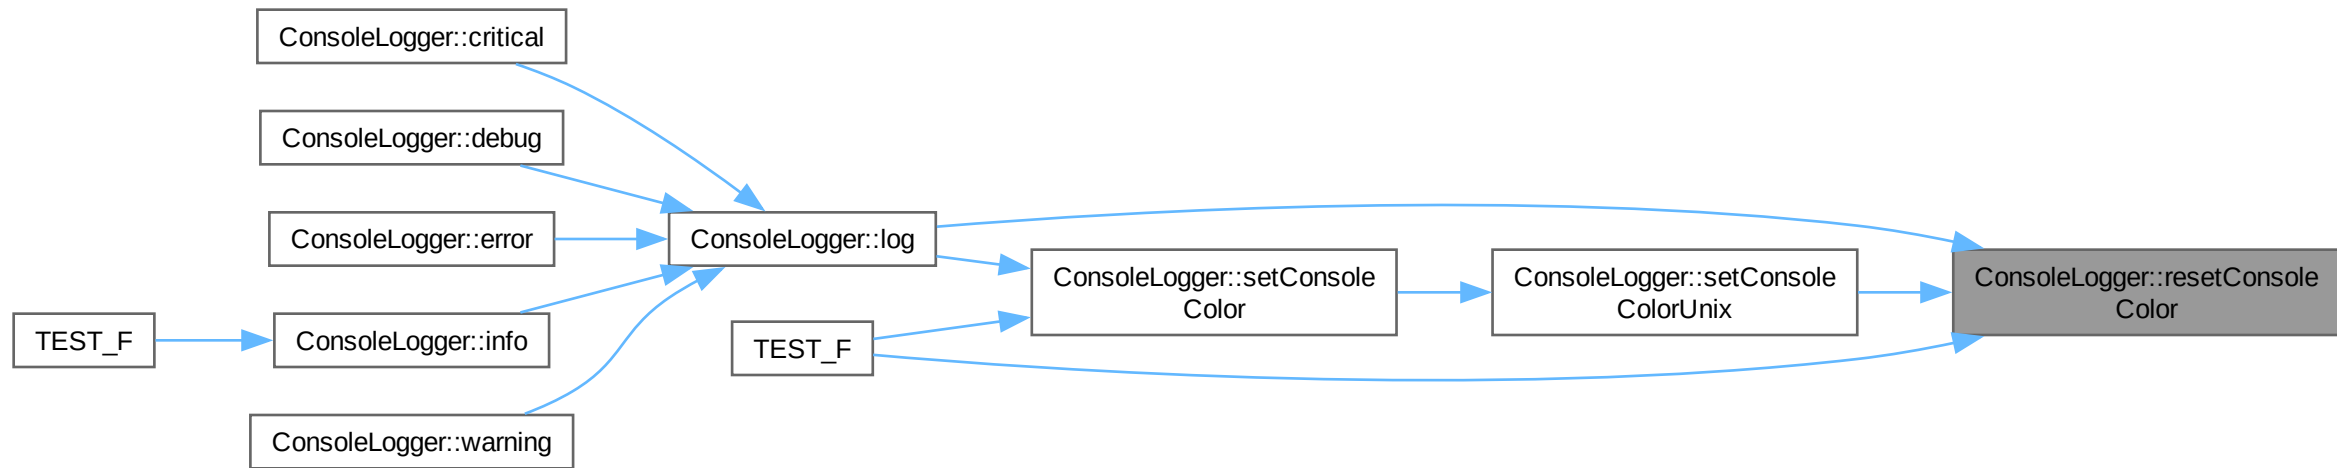 ConsoleLogger::critical
ConsoleLogger::debug
ConsoleLogger::error
ConsoleLogger::log
ConsoleLogger::setConsole
Color
ConsoleLogger::setConsole
ColorUnix
ConsoleLogger::resetConsole
Color
TEST_F
ConsoleLogger::info
TEST_F
ConsoleLogger::warning